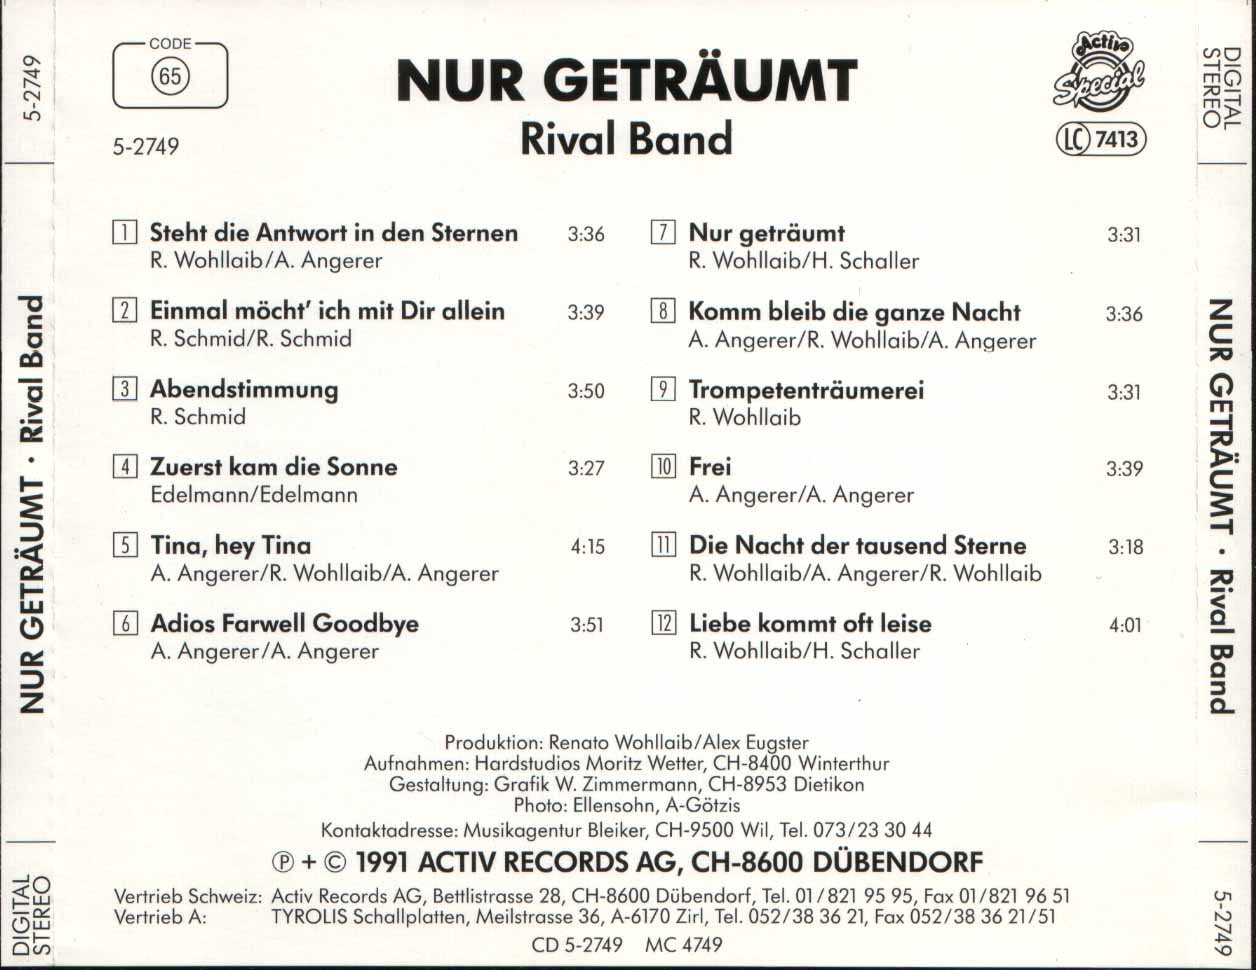 5-2749
NUR GETRÄUMT · Rival Band
DIGITAL
STEREO
CODE
65
5-2749
NUR GETRÄUMT
Rival Band
Activ
Special
LC 7413
1 Steht die Antwort in den Sternen 3:36
R. Wohllaib/A. Angerer
2 Einmal möcht' ich mit Dir allein 3:39
R. Schmid/R. Schmid
3 Abendstimmung 3:50
R. Schmid
4 Zuerst kam die Sonne 3:27
Edelmann/Edelmann
5 Tina, hey Tina 4:15
A. Angerer/R. Wohllaib/A. Angerer
6 Adios Farwell Goodbye 3:51
A. Angerer/A. Angerer
7 Nur geträumt 3:31
R. Wohllaib/H. Schaller
8 Komm bleib die ganze Nacht 3:36
A. Angerer/R. Wohllaib/A. Angerer
9 Trompetenträumerei 3:31
R. Wohllaib
10 Frei 3:39
A. Angerer/A. Angerer
11 Die Nacht der tausend Sterne 3:18
R. Wohllaib/A. Angerer/R. Wohllaib
12 Liebe kommt oft leise 4:01
R. Wohllaib/H. Schaller
Produktion: Renato Wohllaib/Alex Eugster
Aufnahmen: Hardstudios Moritz Wetter, CH-8400 Winterthur
Gestaltung: Grafik W. Zimmermann, CH-8953 Dietikon
Photo: Ellensohn, A-Götzis
Kontaktadresse: Musikagentur Bleiker, CH-9500 Wil, Tel. 073/23 30 44
℗ + © 1991 ACTIV RECORDS AG, CH-8600 DÜBENDORF
Vertrieb Schweiz: Activ Records AG, Bettlistrasse 28, CH-8600 Dübendorf, Tel. 01/821 95 95, Fax 01/821 96 51
Vertrieb A: TYROLIS Schallplatten, Meilstrasse 36, A-6170 Zirl, Tel. 052/38 36 21, Fax 052/38 36 21/51
CD 5-2749 MC 4749
DIGITAL
STEREO
NUR GETRÄUMT · Rival Band
5-2749